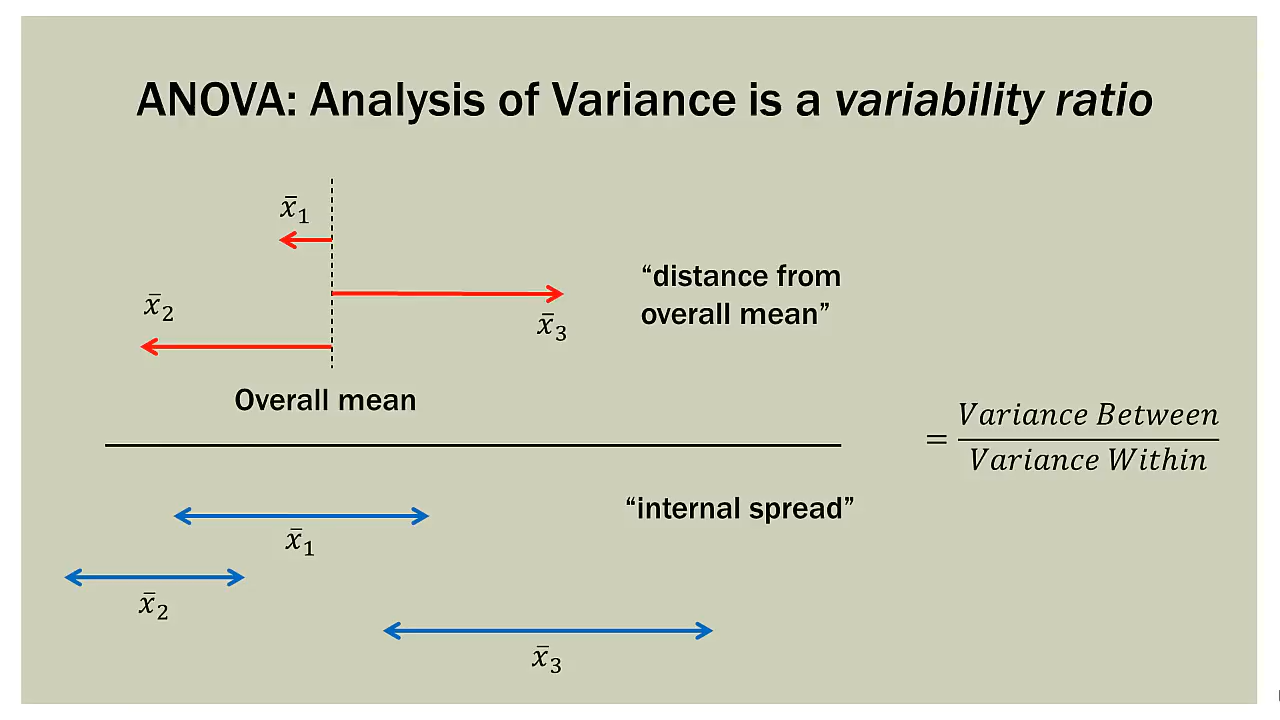 ANOVA: Analysis of Variance is a variability ratio
x̄₁
x̄₂
x̄₃
“distance from
overall mean”
Overall mean
= Variance Between
Variance Within
“internal spread”
x̄₁
x̄₂
x̄₃